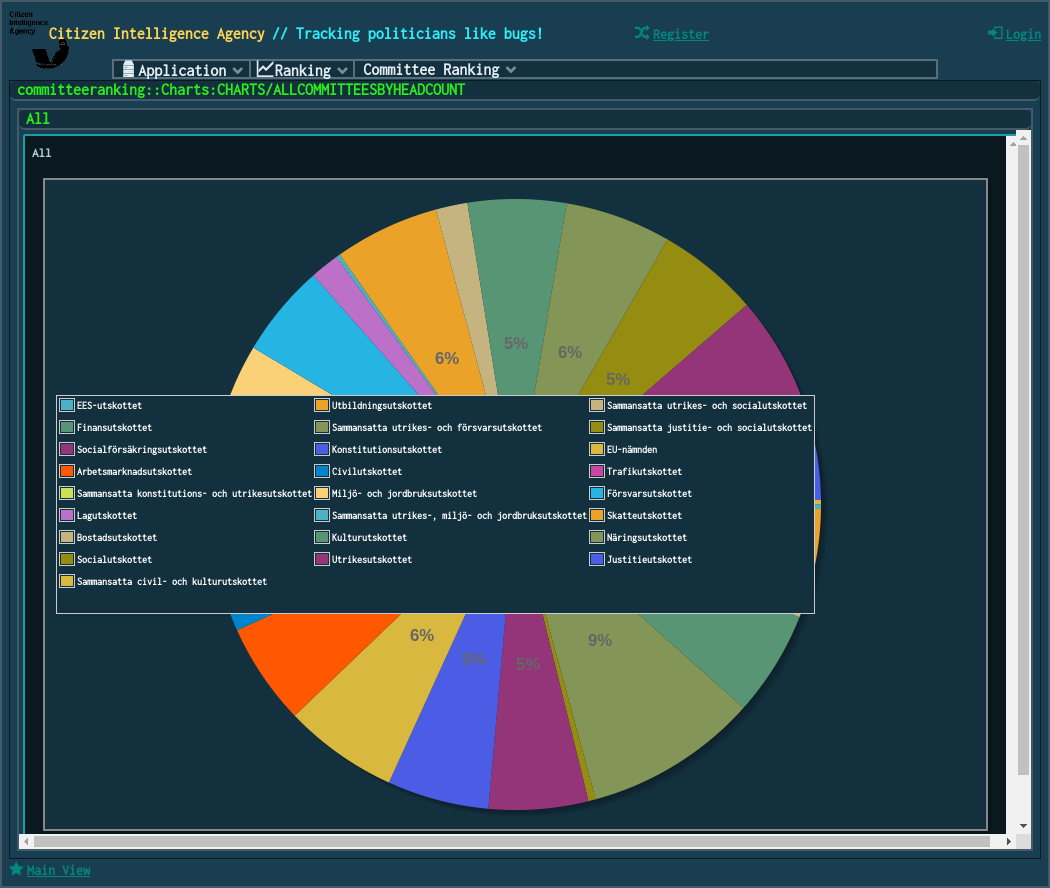 Citizen
Intelligence
Agency
Citizen Intelligence Agency // Tracking politicians like bugs!
Register
Login
Application
Ranking
Committee Ranking
committeeranking::Charts:CHARTS/ALLCOMMITTEESBYHEADCOUNT
All
All
6%
5%
6%
5%
EES-utskottet
Utbildningsutskottet
Sammansatta utrikes- och socialutskottet
Finansutskottet
Sammansatta utrikes- och försvarsutskottet
Sammansatta justitie- och socialutskottet
Socialförsäkringsutskottet
Konstitutionsutskottet
EU-nämnden
Arbetsmarknadsutskottet
Civilutskottet
Trafikutskottet
Sammansatta konstitutions- och utrikesutskottet
Miljö- och jordbruksutskottet
Försvarsutskottet
Lagutskottet
Sammansatta utrikes-, miljö- och jordbruksutskottet
Skatteutskottet
Bostadsutskottet
Kulturutskottet
Näringsutskottet
Socialutskottet
Utrikesutskottet
Justitieutskottet
Sammansatta civil- och kulturutskottet
6%
5%
5%
9%
Main View